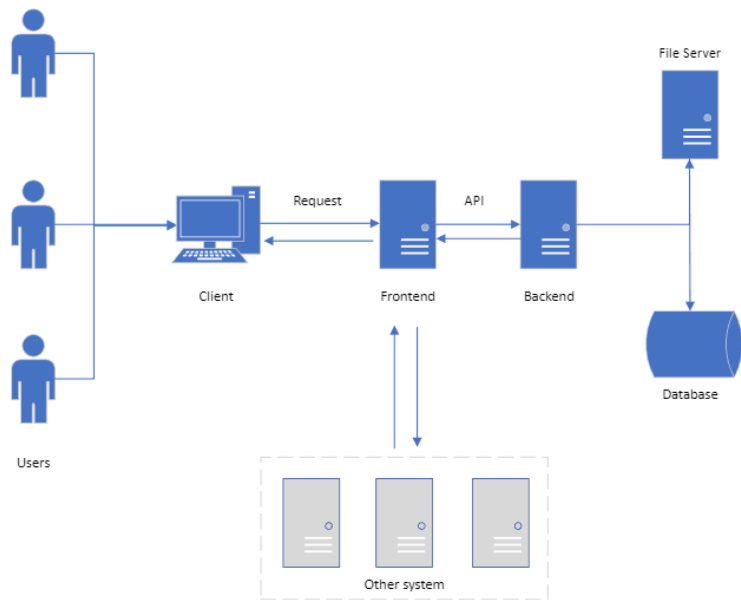 File Server
Request
API
Client
Frontend
Backend
Database
Users
Other system